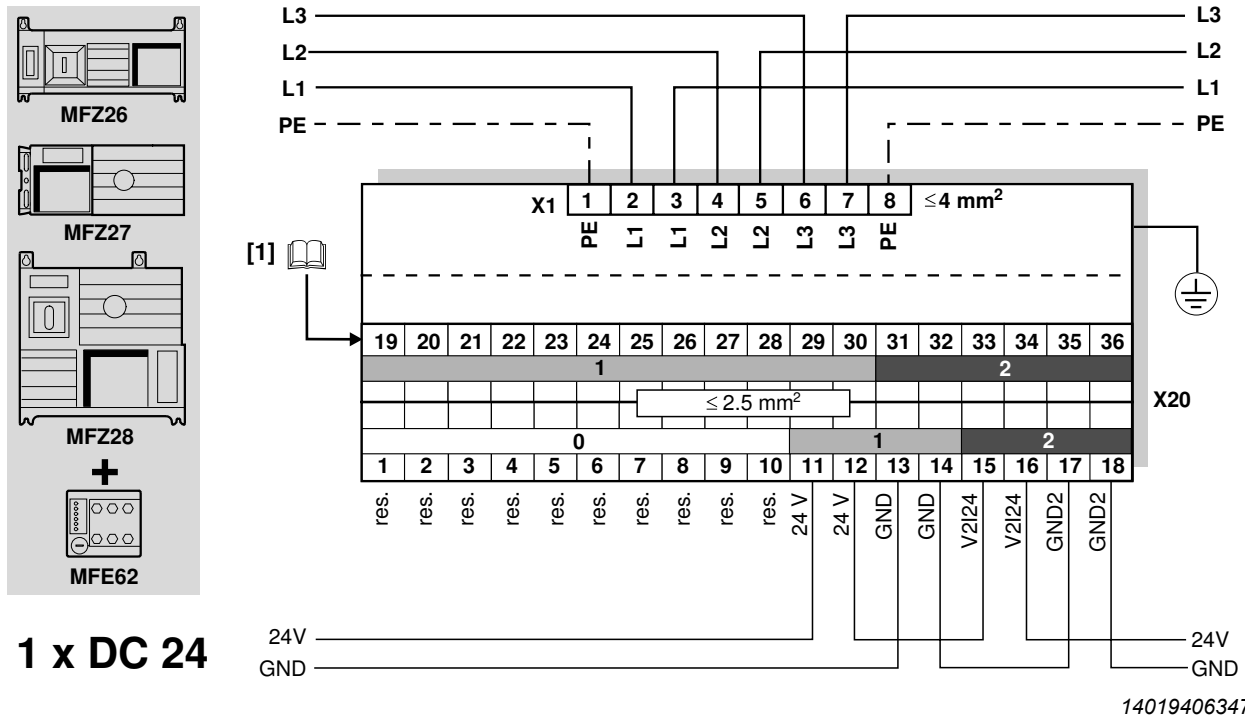 MFZ26
MFZ27
MFZ28
+
MFE62
1 x DC 24
L3 L3
L2 L2
L1 L1
PE PE
X1 1 2 3 4 5 6 7 8 ≤4 mm²
PE L1 L1 L2 L2 L3 L3 PE
[1]
19 20 21 22 23 24 25 26 27 28 29 30 31 32 33 34 35 36
1 2
≤ 2.5 mm² X20
0 1 2
1 2 3 4 5 6 7 8 9 10 11 12 13 14 15 16 17 18
res. res. res. res. res. res. res. res. res. res. 24 V 24 V GND GND V2I24 V2I24 GND2 GND2
24V 24V
GND GND
14019406347